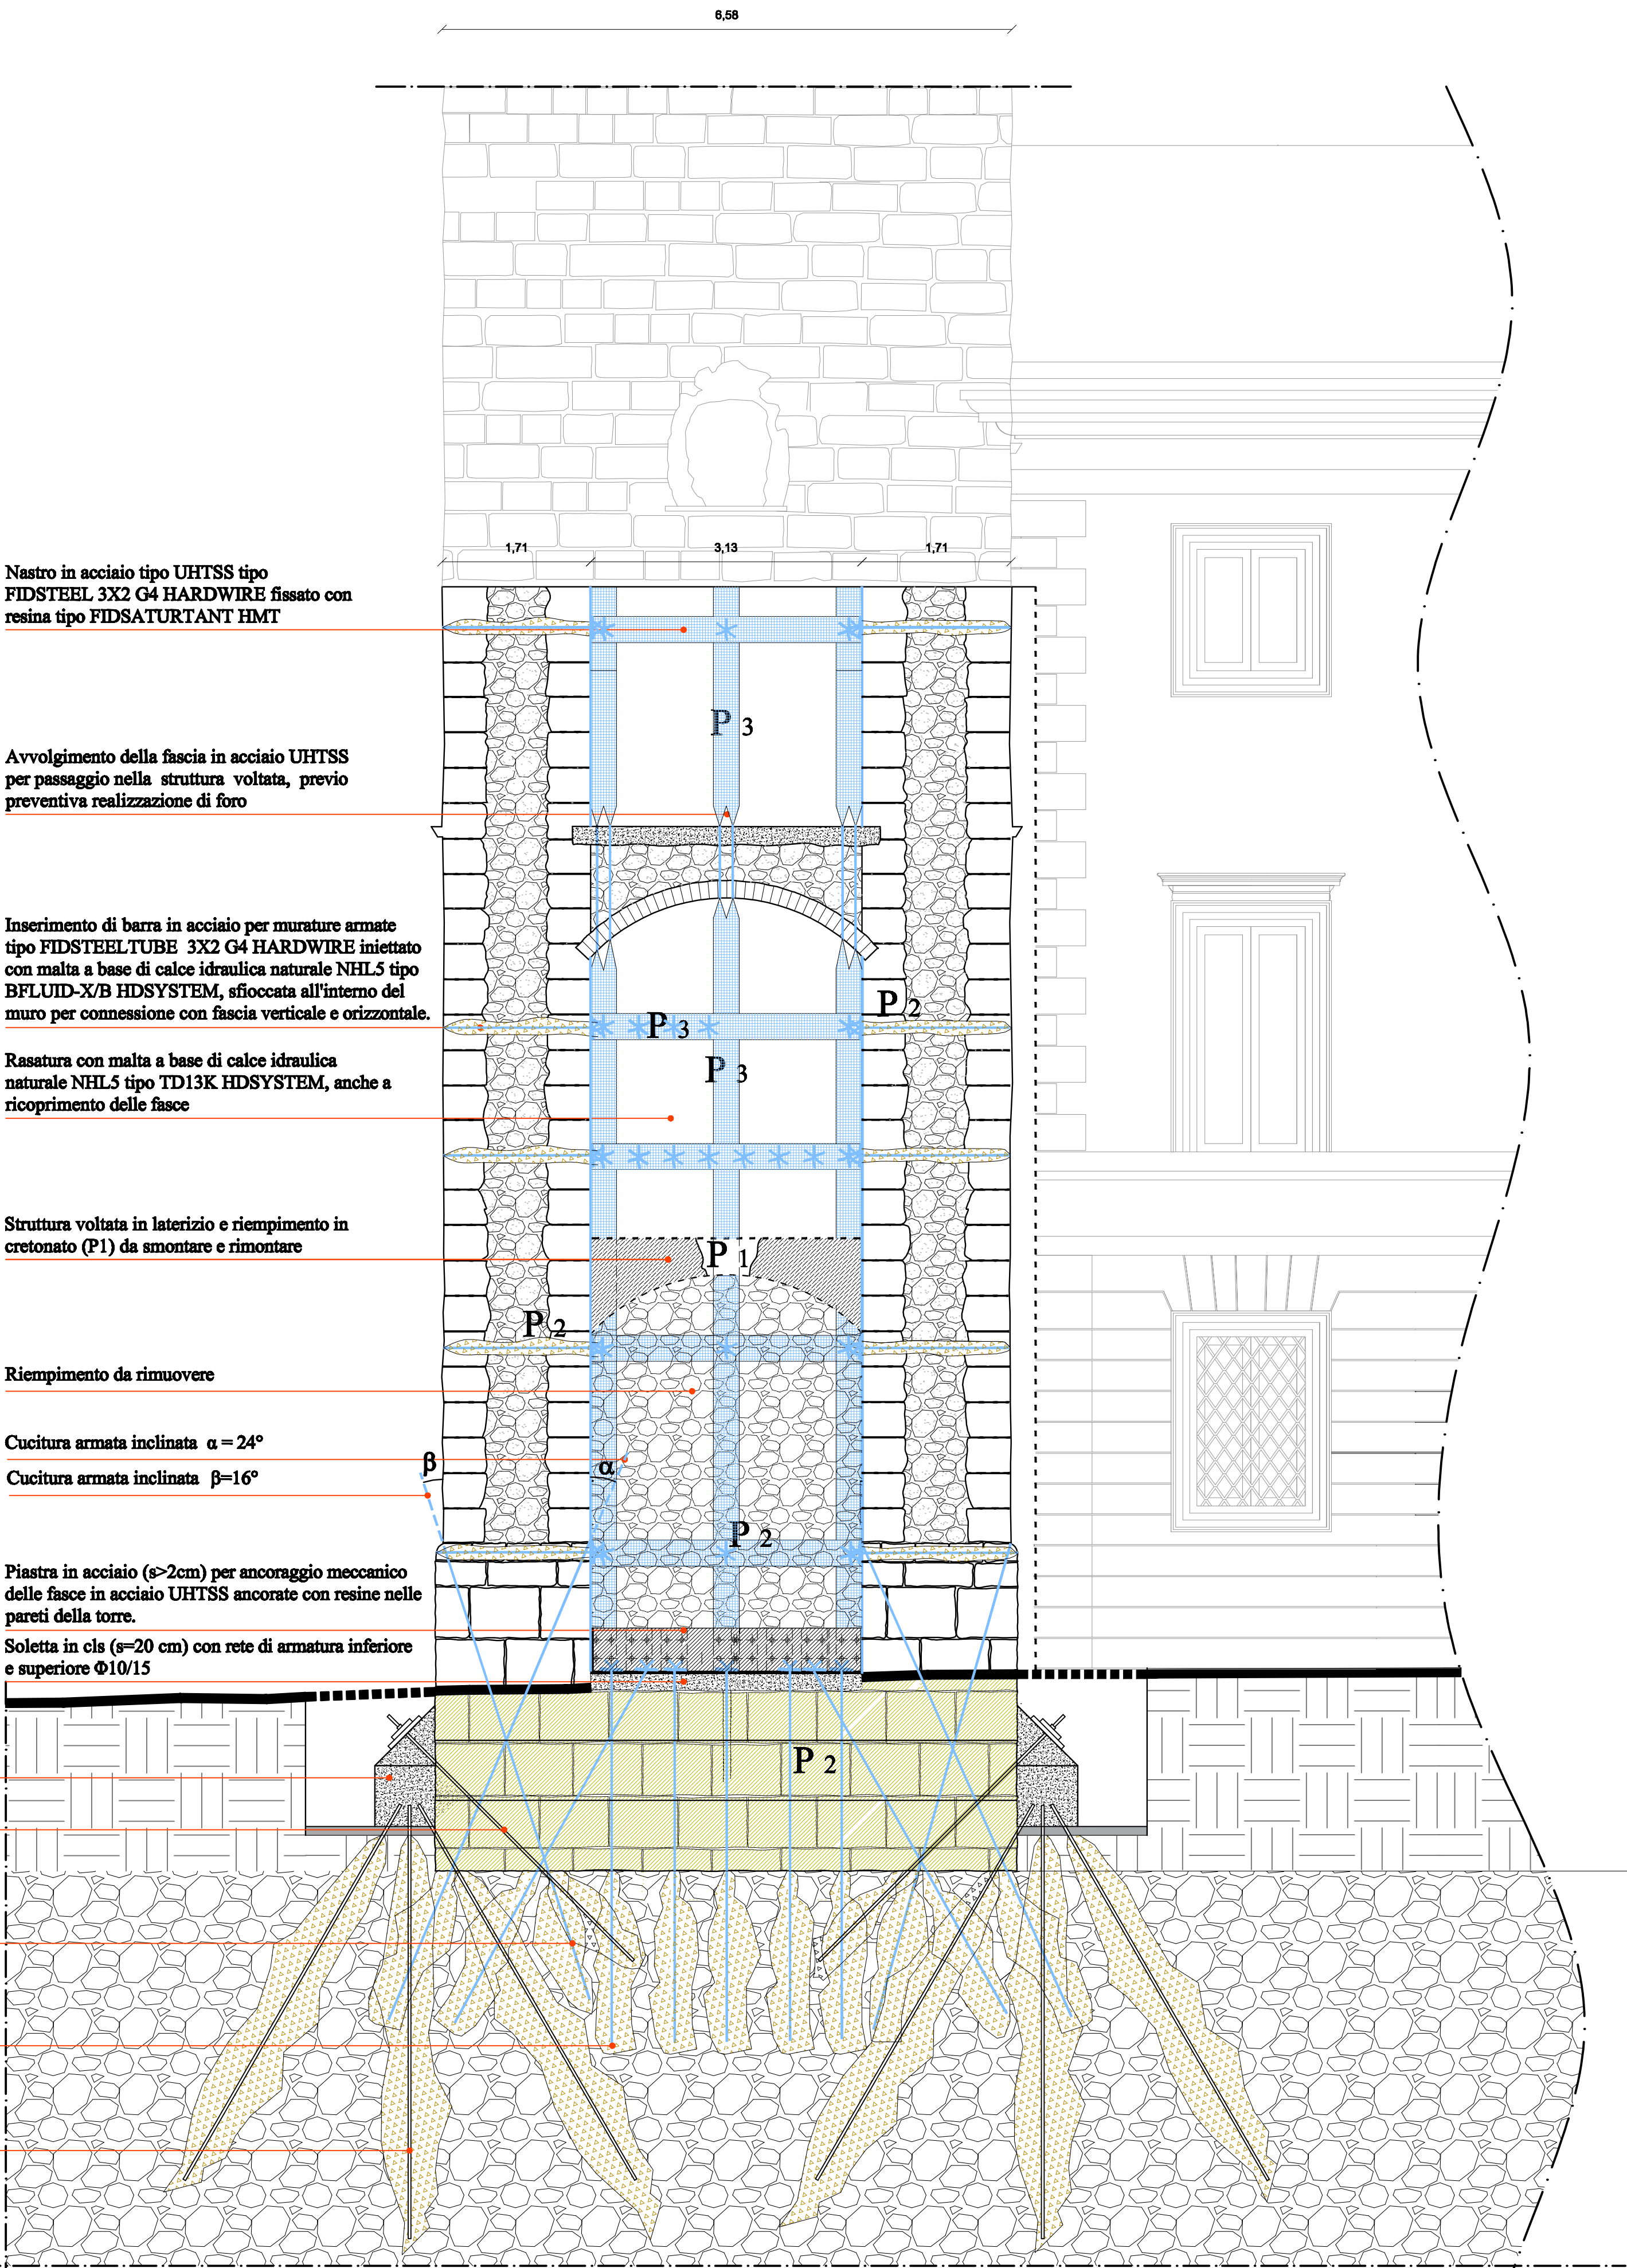 6,58
1,71
3,13
1,71
Nastro in acciaio tipo UHTSS tipo
FIDSTEEL 3X2 G4 HARDWIRE fissato con
resina tipo FIDSATURTANT HMT
P 3
Avvolgimento della fascia in acciaio UHTSS
per passaggio nella struttura voltata, previo
preventiva realizzazione di foro
Inserimento di barra in acciaio per murature armate
tipo FIDSTEELTUBE 3X2 G4 HARDWIRE iniettato
con malta a base di calce idraulica naturale NHL5 tipo
BFLUID-X/B HDSYSTEM, sfioccata all'interno del
muro per connessione con fascia verticale e orizzontale.
P 2
P 3
Rasatura con malta a base di calce idraulica
naturale NHL5 tipo TD13K HDSYSTEM, anche a
ricoprimento delle fasce
P 3
Struttura voltata in laterizio e riempimento in
cretonato (P1) da smontare e rimontare
P 1
P 2
Riempimento da rimuovere
Cucitura armata inclinata α = 24°
Cucitura armata inclinata β=16°
β
α
P 2
Piastra in acciaio (s>2cm) per ancoraggio meccanico
delle fasce in acciaio UHTSS ancorate con resine nelle
pareti della torre.
Soletta in cls (s=20 cm) con rete di armatura inferiore
e superiore Φ10/15
P 2